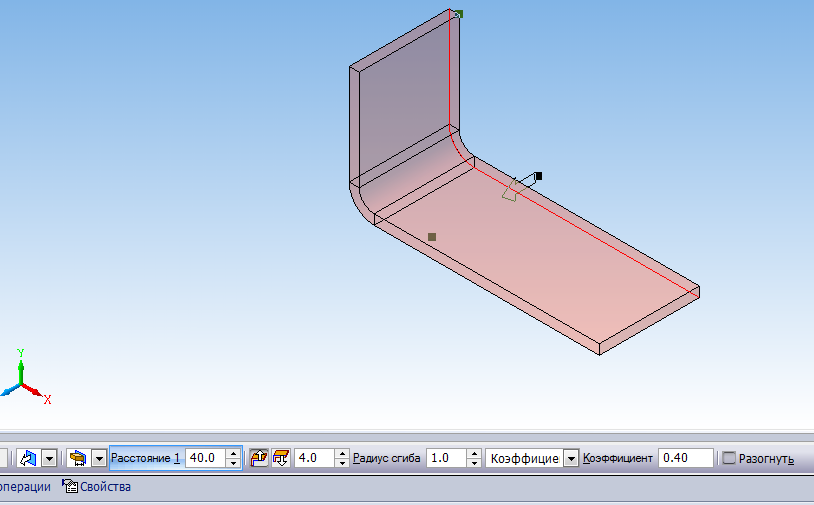 Y
X
Расстояние 1 40.0 4.0 Радиус сгиба 1.0 Коэффицие Коэффициент 0.40 Разогнуть
операции Свойства